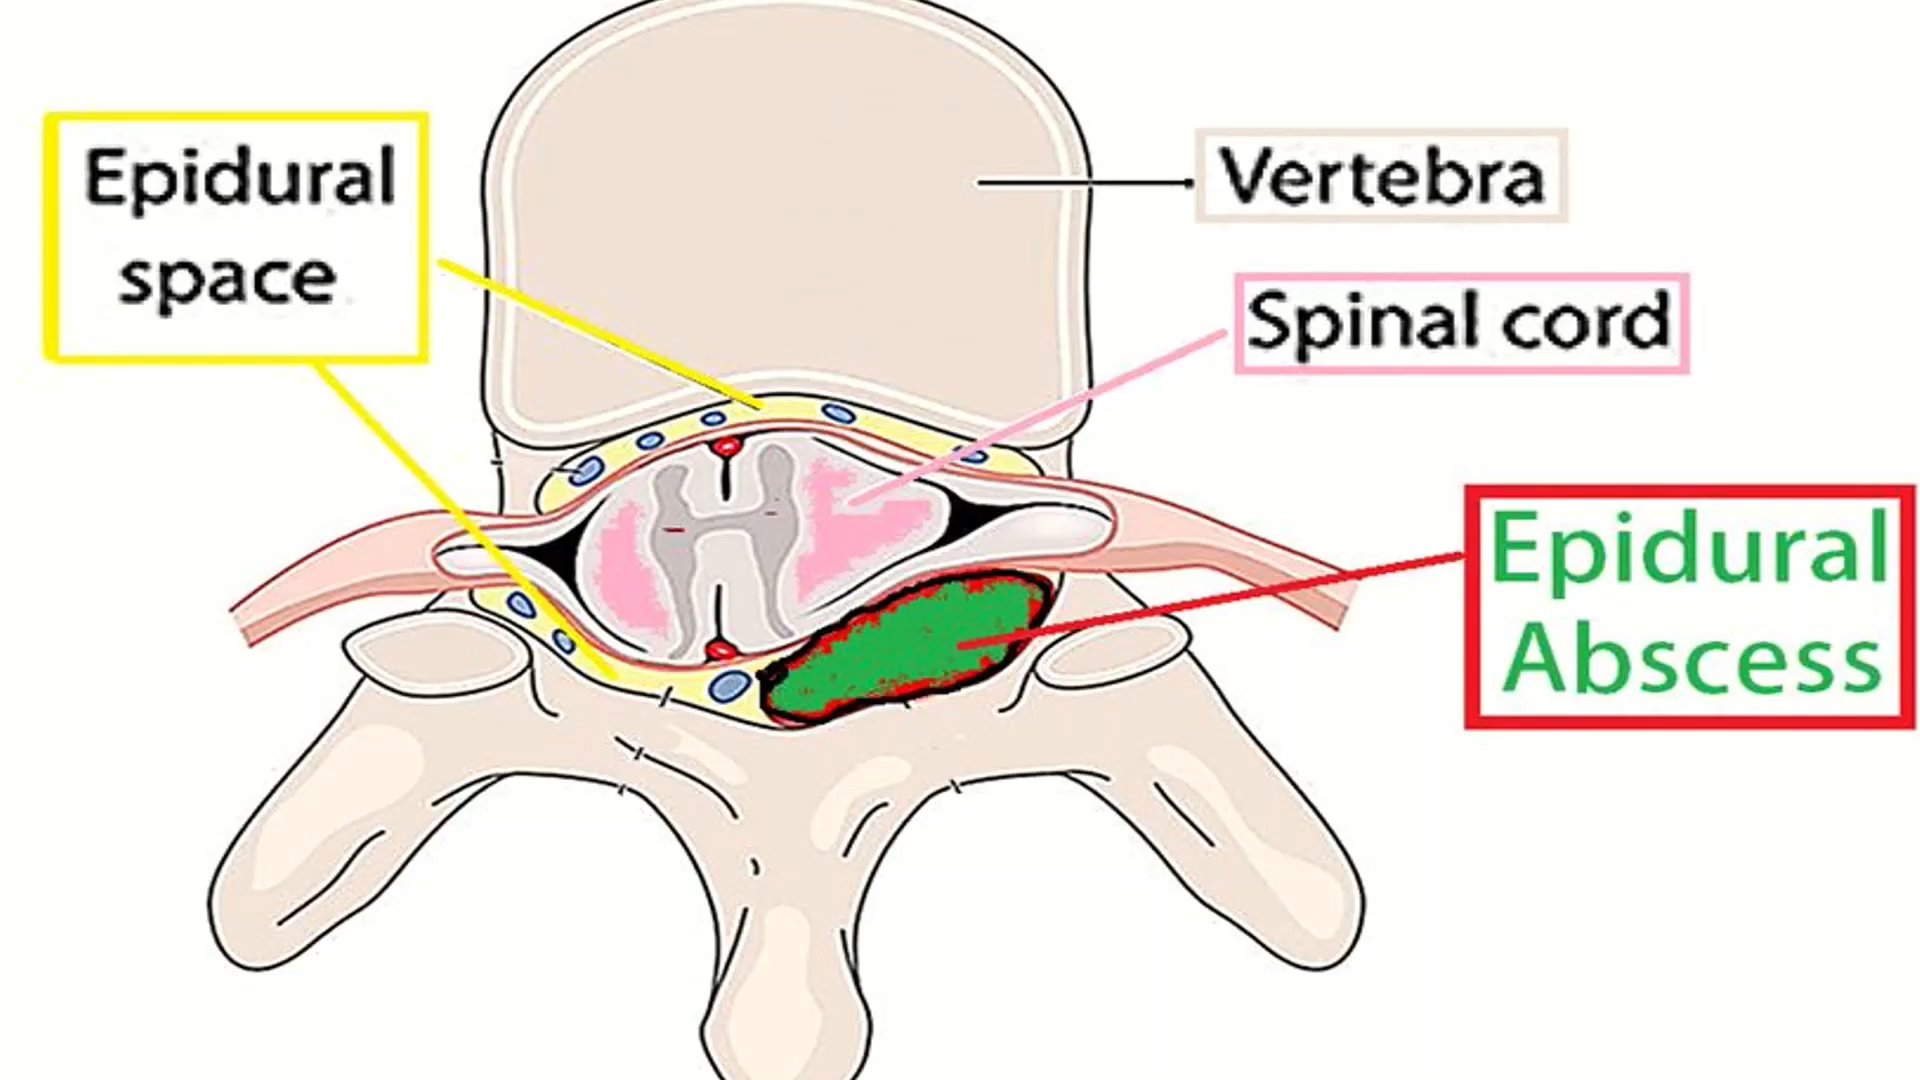 Epidural
space
Vertebra
Spinal cord
Epidural
Abscess